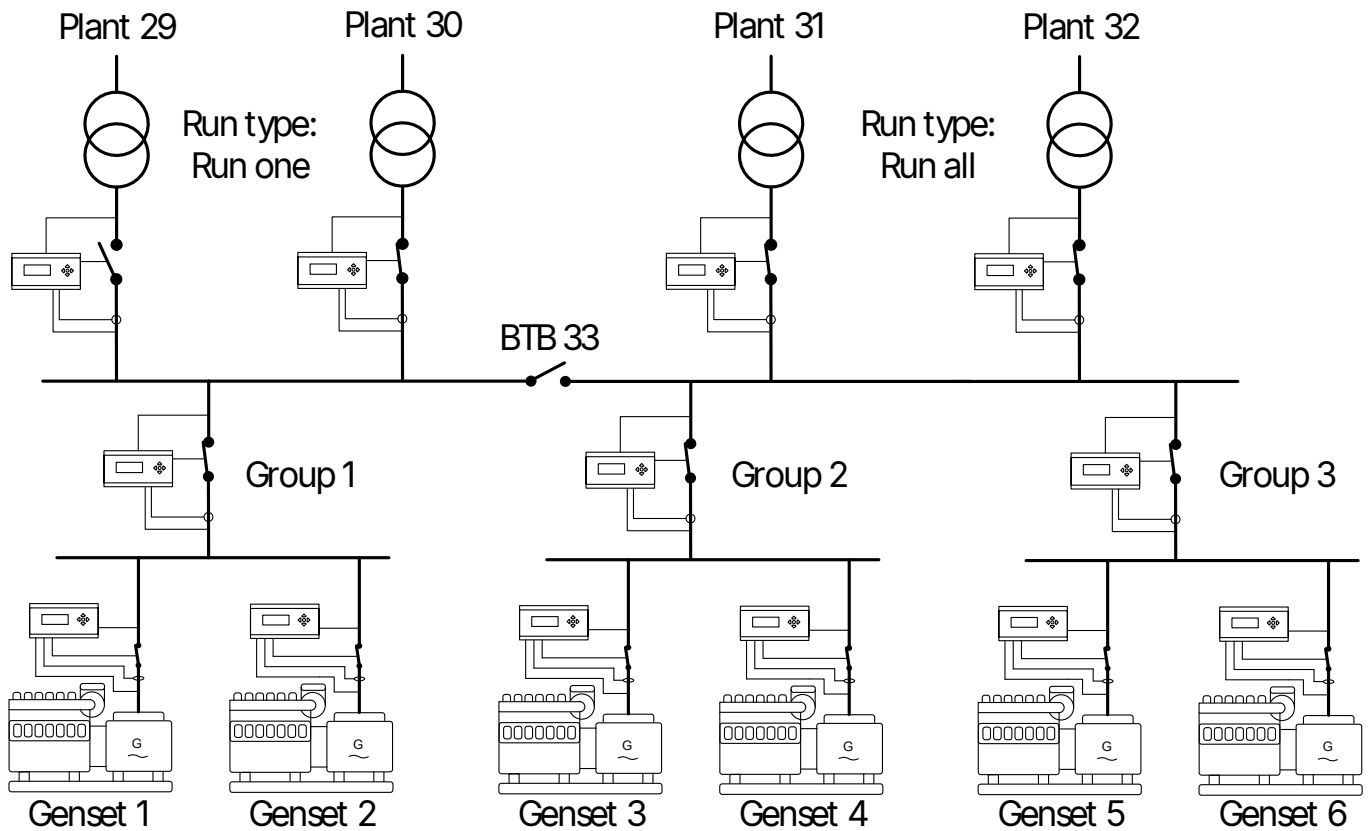 Plant 29
Plant 30
Plant 31
Plant 32
Run type:
Run one
Run type:
Run all
BTB 33
Group 1
Group 2
Group 3
G
G
G
G
G
G
Genset 1
Genset 2
Genset 3
Genset 4
Genset 5
Genset 6